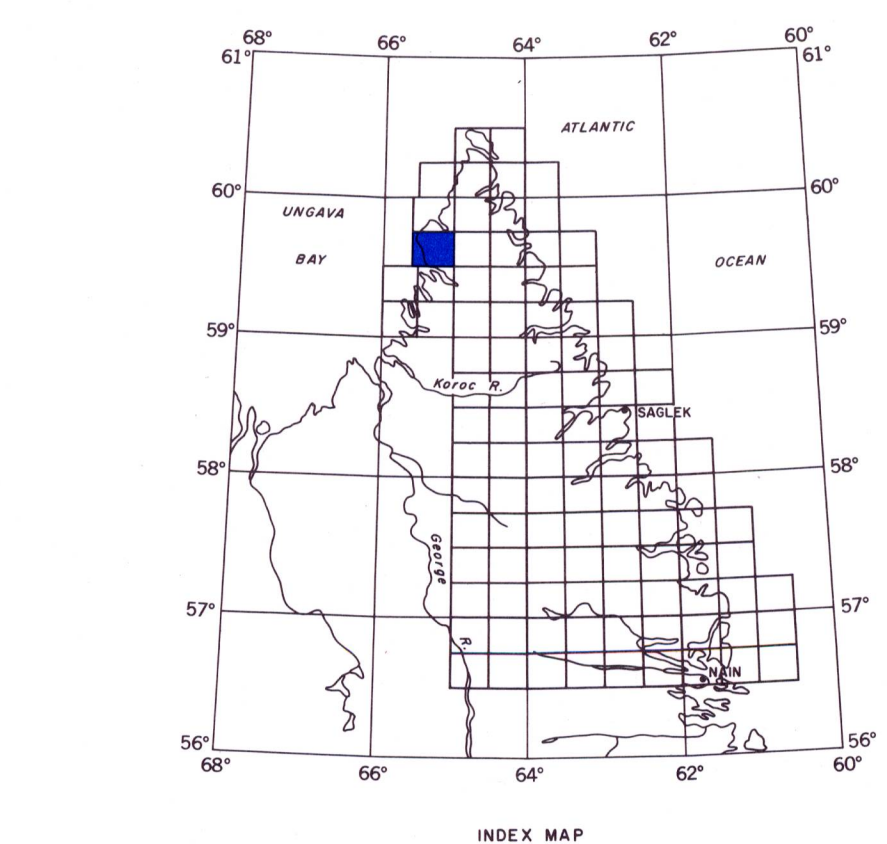 68°
66°
64°
62°
60°
61°
61°
ATLANTIC
60°
60°
UNGAVA
BAY
OCEAN
59°
59°
Koroc R.
SAGLEK
58°
58°
George
R.
57°
57°
NAIN
56°
56°
68°
66°
64°
62°
60°
INDEX MAP